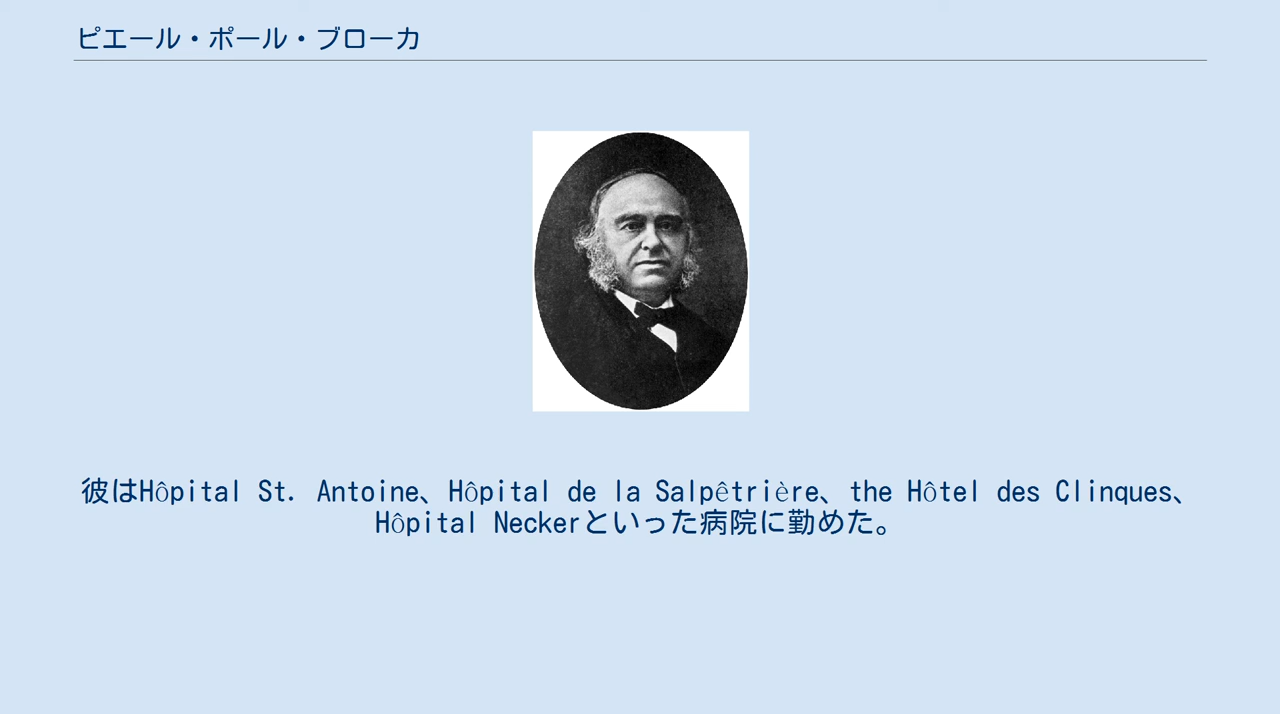 ピエール・ポール・ブローカ
彼はHôpital St. Antoine、Hôpital de la Salpêtrière、the Hôtel des Clinques、
Hôpital Neckerといった病院に勤めた。